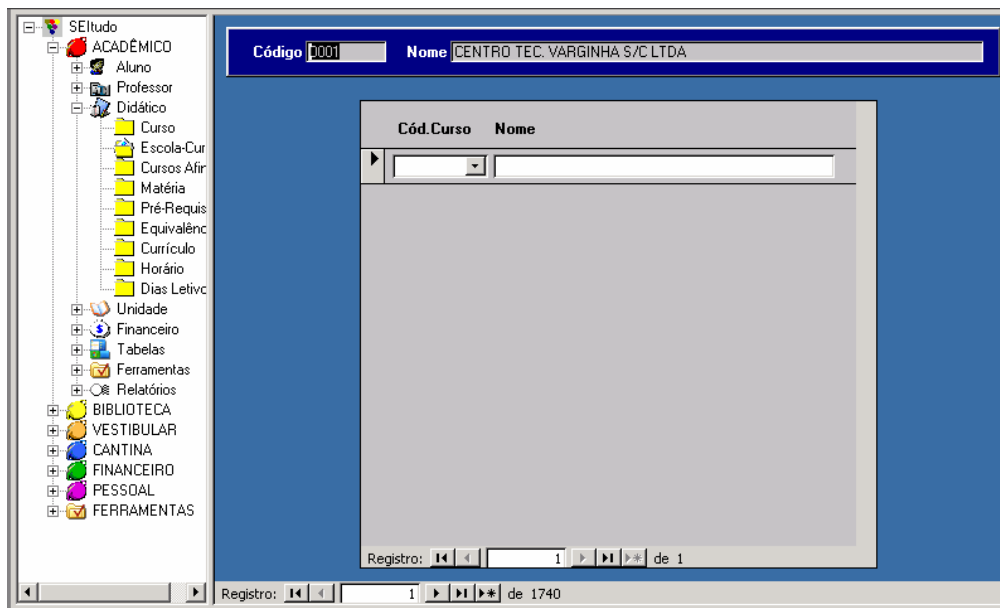 SEItudo
ACADÊMICO
Aluno
Professor
Didático
Curso
Escola-Cur
Cursos Afir
Matéria
Pré-Requis
Equivalênc
Currículo
Horário
Dias Letivo
Unidade
Financeiro
Tabelas
Ferramentas
Relatórios
BIBLIOTECA
VESTIBULAR
CANTINA
FINANCEIRO
PESSOAL
FERRAMENTAS
Código 0001 Nome CENTRO TEC. VARGINHA S/C LTDA
Cód.Curso Nome
Registro: 1 de 1
Registro: 1 de 1740